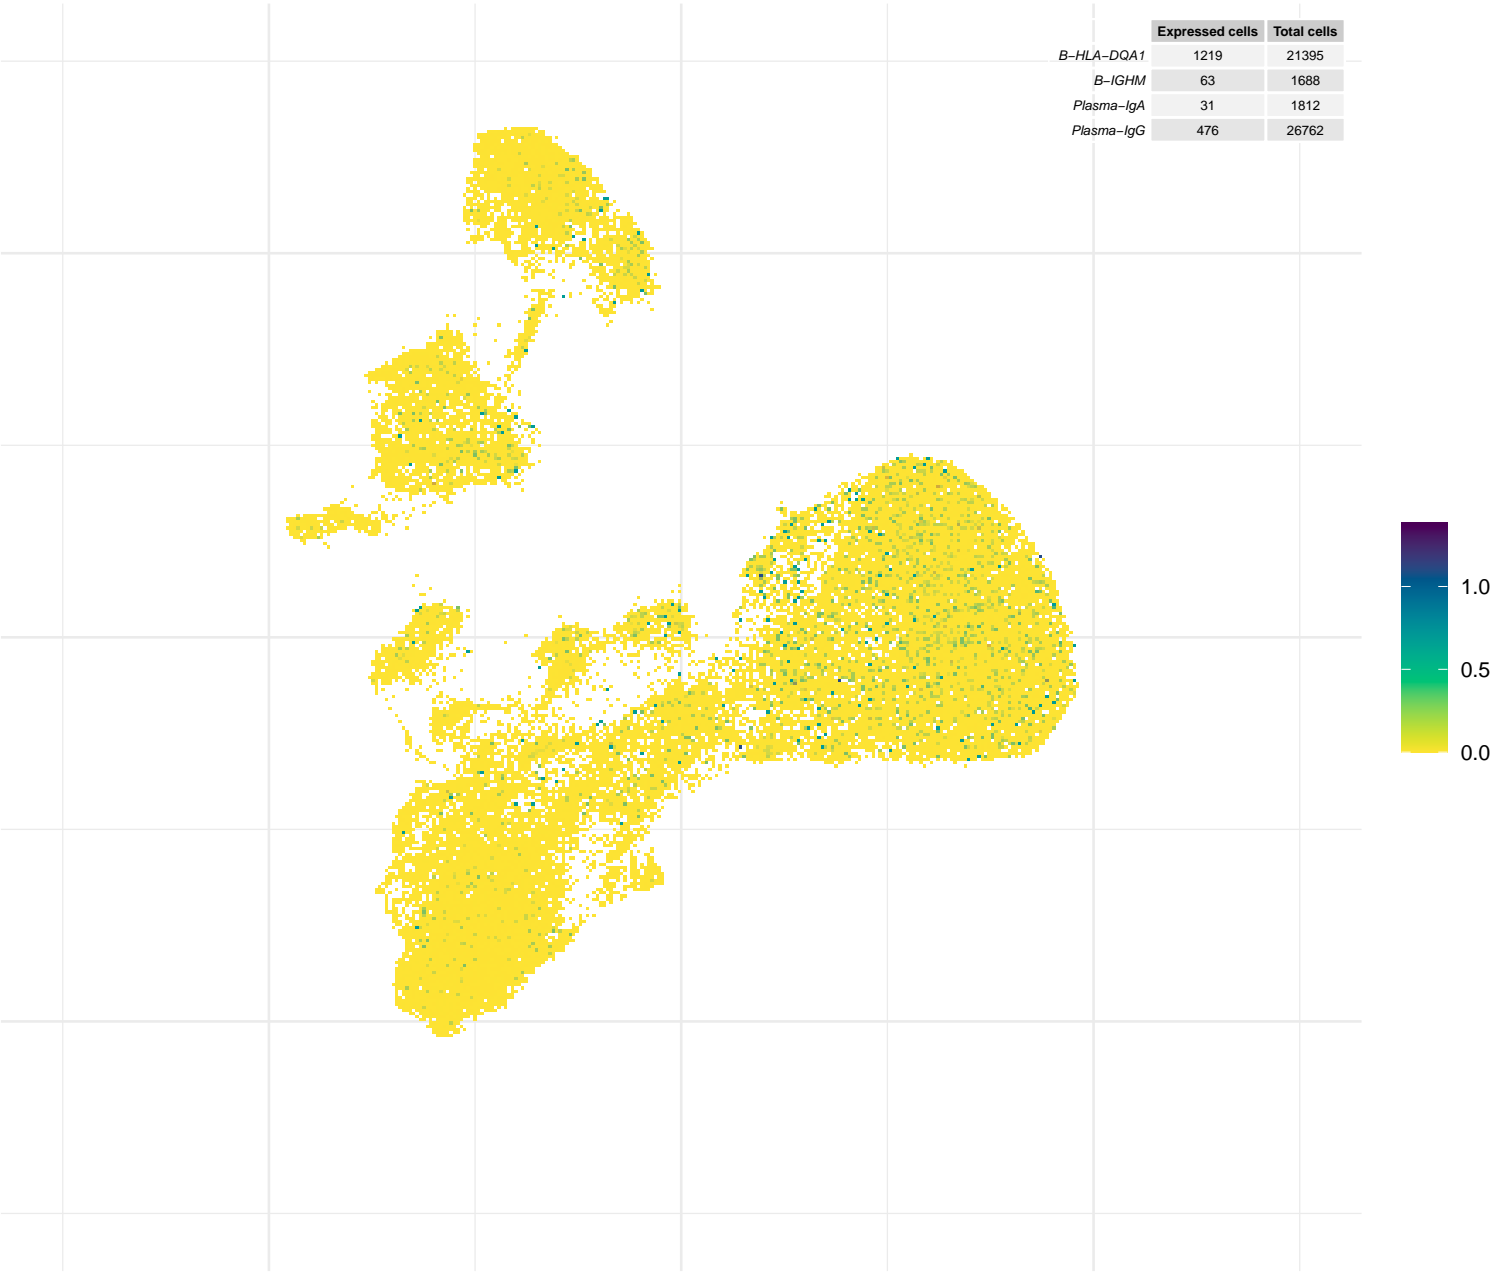 Expressed cells Total cells
B−HLA−DQA1 1219 21395
B−IGHM 63 1688
Plasma−IgA 31 1812
Plasma−IgG 476 26762
1.0
0.5
0.0